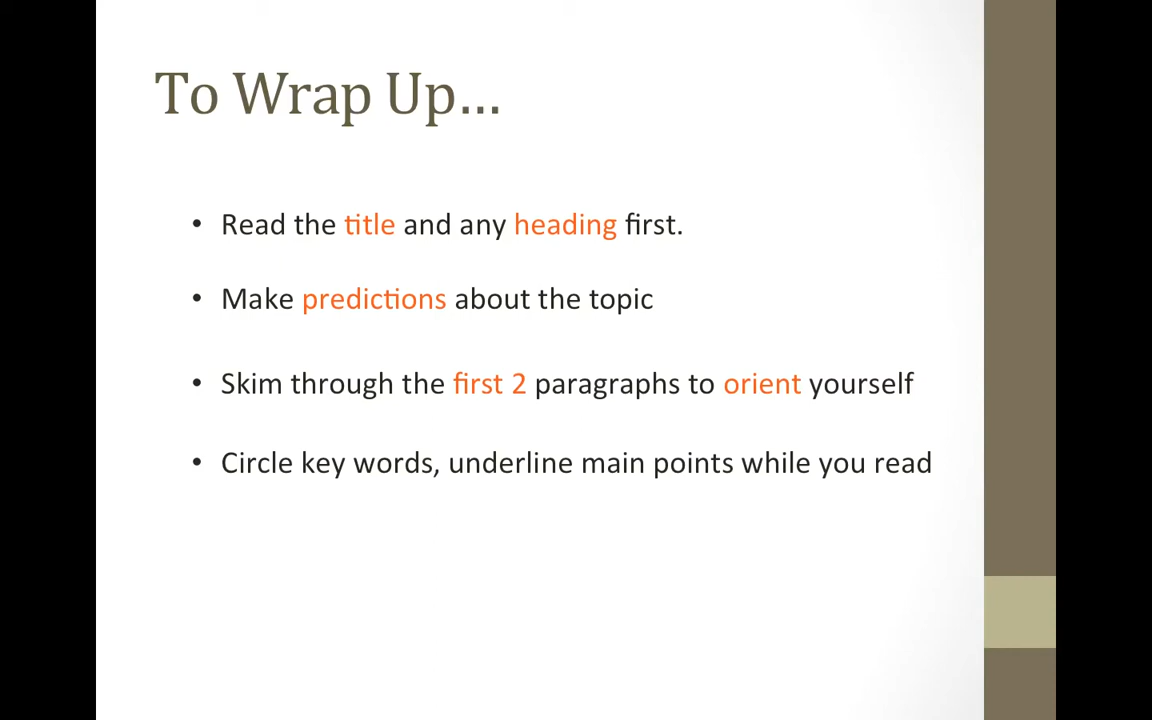 To Wrap Up...
• Read the title and any heading first.
• Make predictions about the topic
• Skim through the first 2 paragraphs to orient yourself
• Circle key words, underline main points while you read